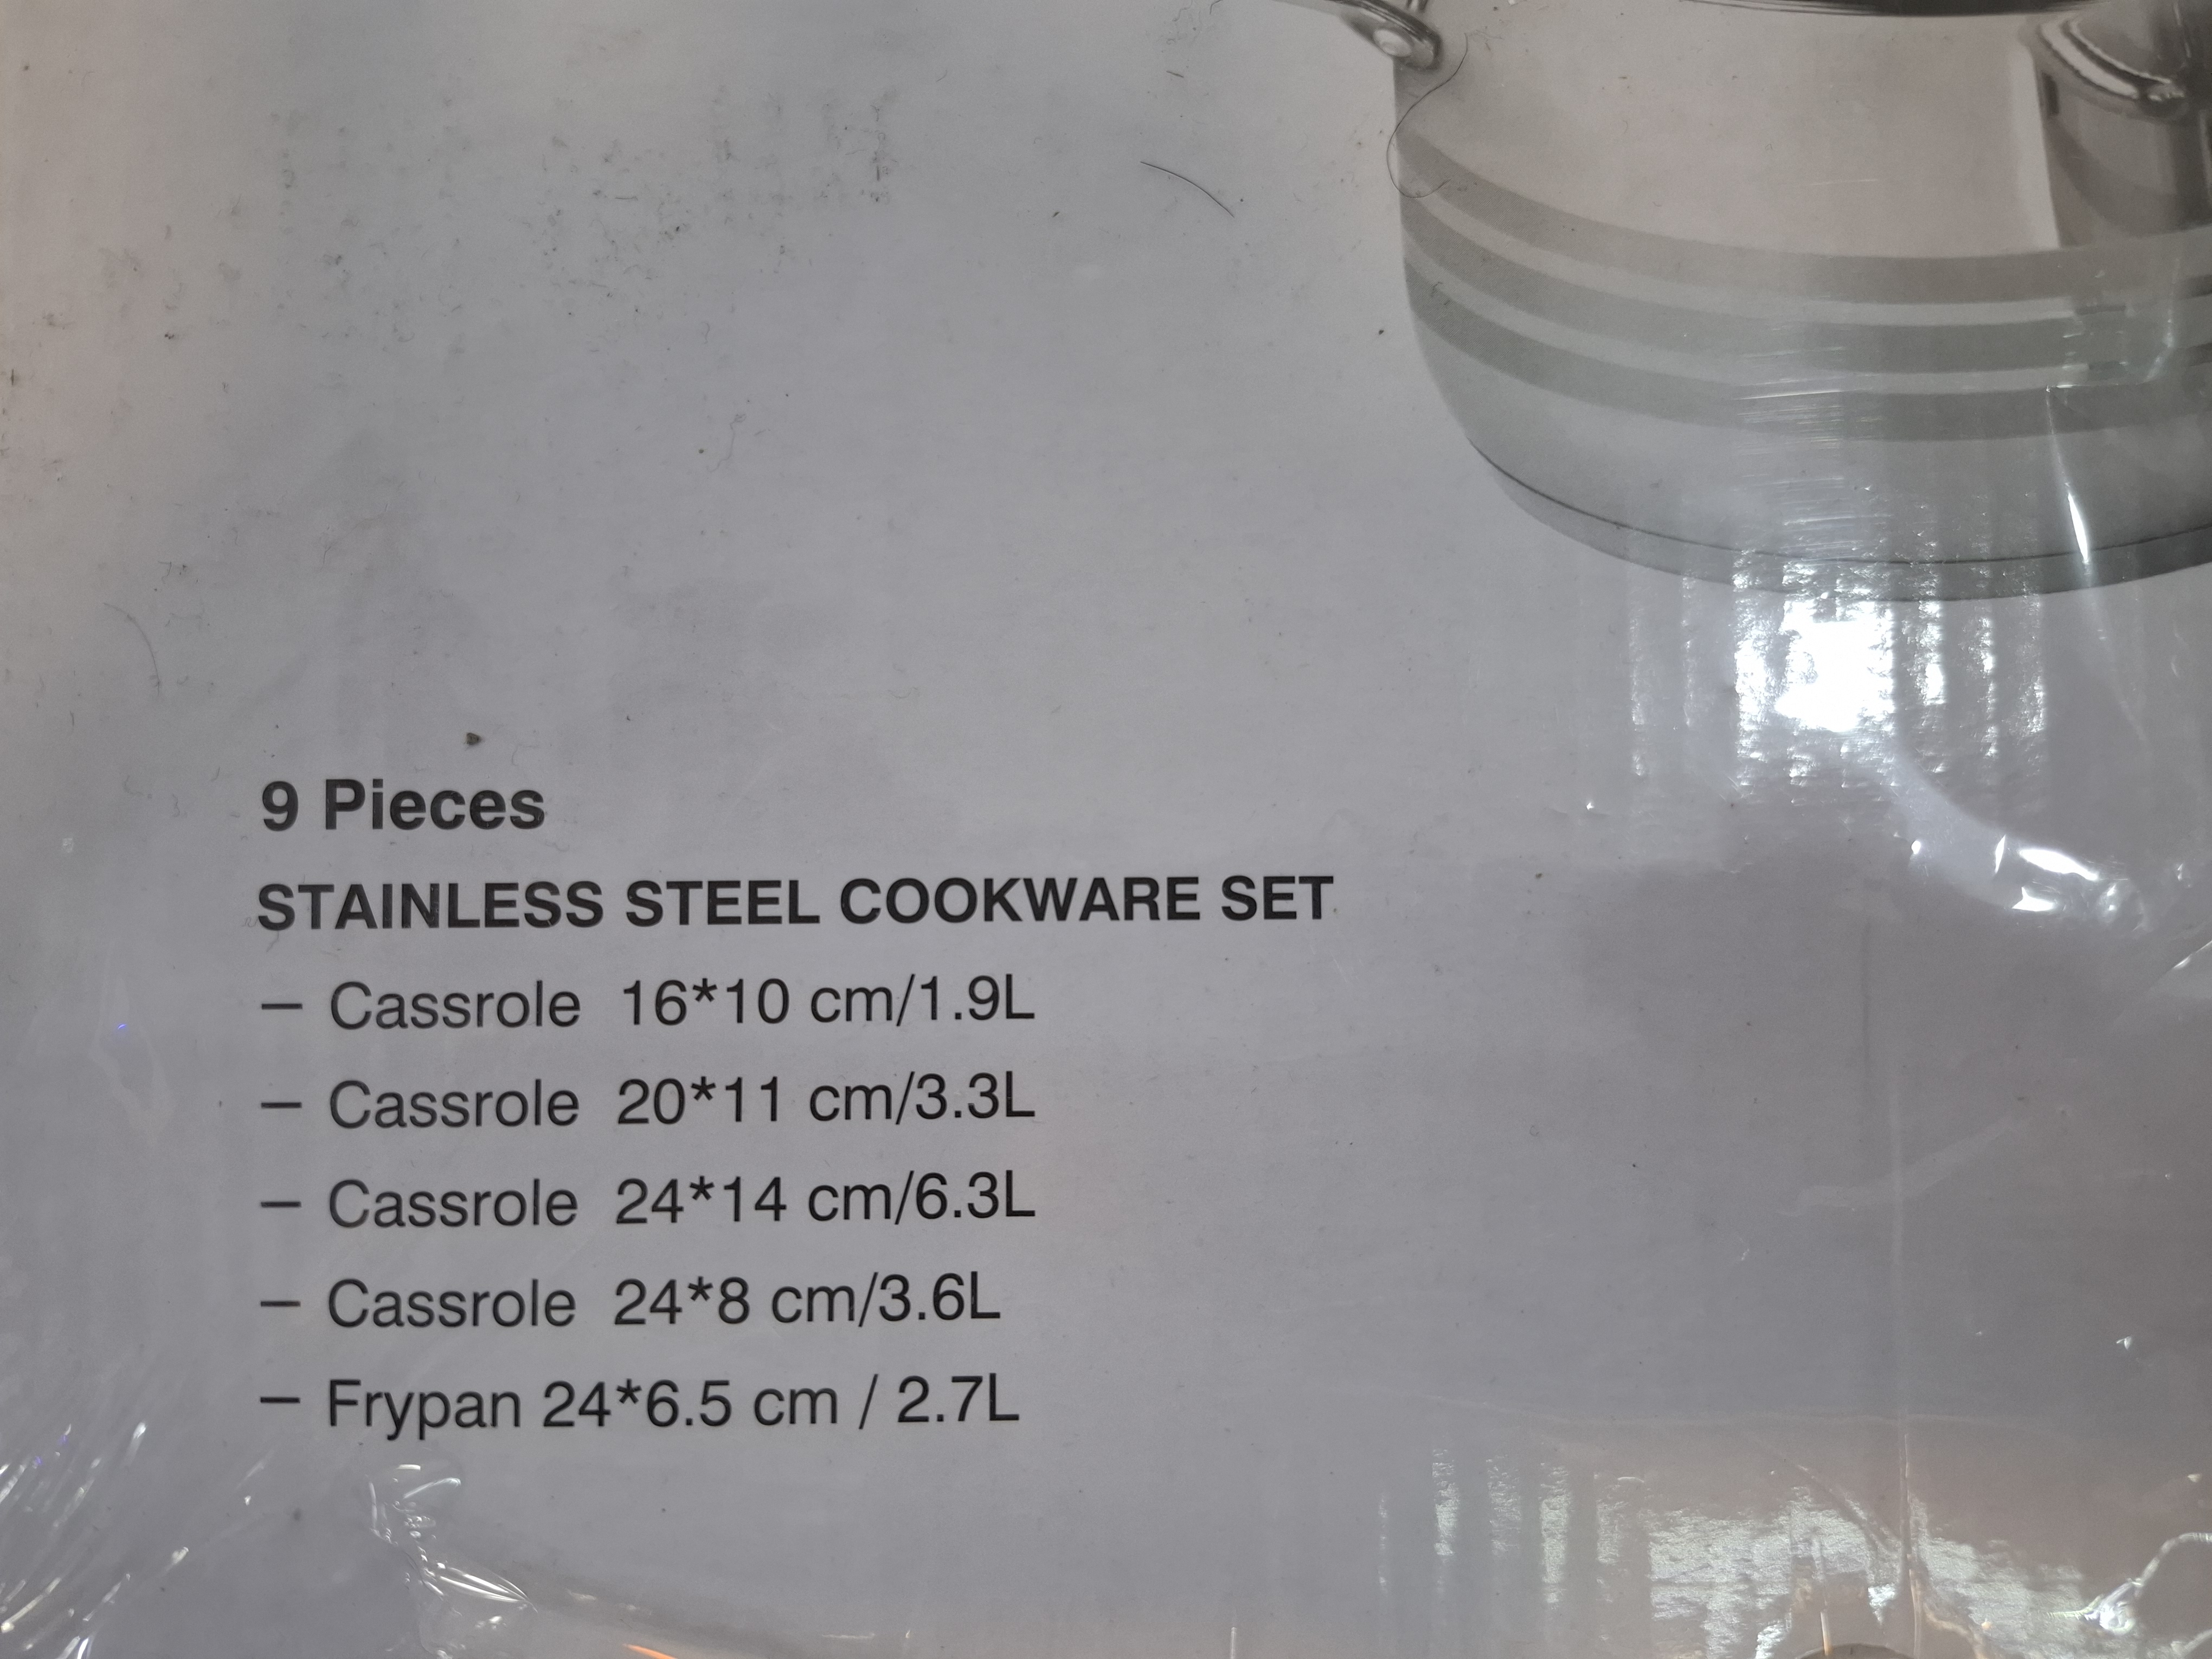 9 Pieces
STAINLESS STEEL COOKWARE SET
– Cassrole 16*10 cm/1.9L
– Cassrole 20*11 cm/3.3L
– Cassrole 24*14 cm/6.3L
– Cassrole 24*8 cm/3.6L
– Frypan 24*6.5 cm / 2.7L